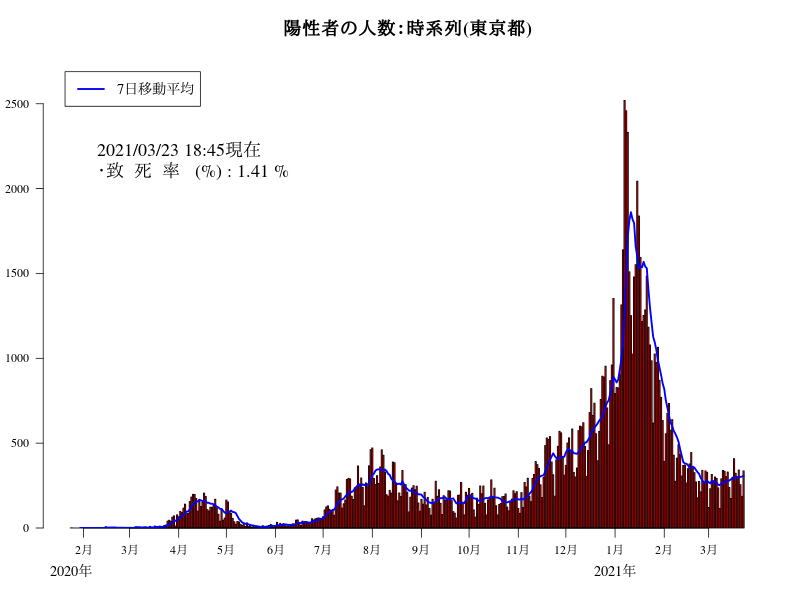 陽性者の人数:時系列(東京都)
7日移動平均
2021/03/23 18:45現在
・致 死 率 (%) : 1.41 %
2500
2000
1500
1000
500
0
2月 3月 4月 5月 6月 7月 8月 9月 10月 11月 12月 1月 2月 3月
2020年 2021年